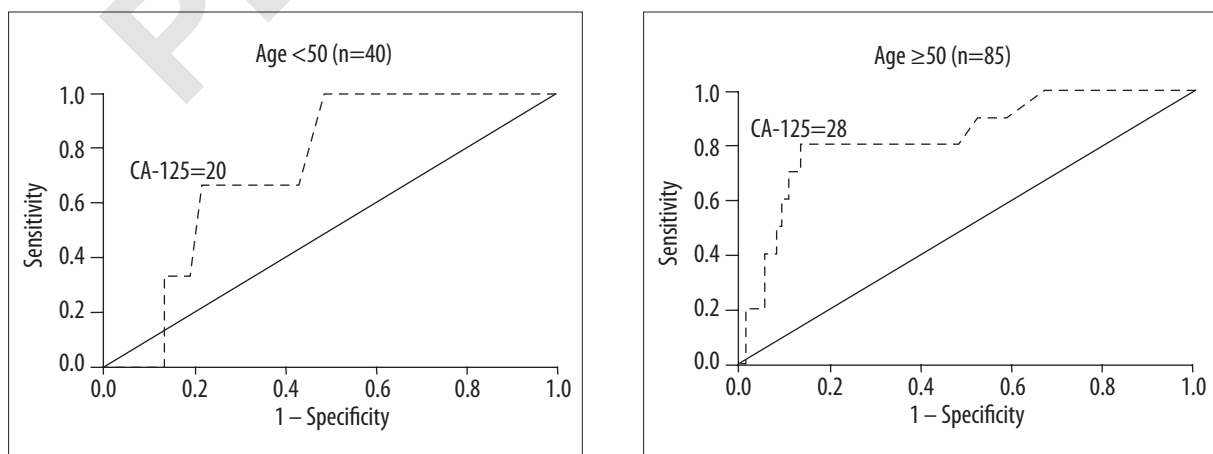 Age <50 (n=40)
1.0
0.8
0.6
0.4
0.2
0.0
Sensitivity
CA-125=20
0.0 0.2 0.4 0.6 0.8 1.0
1 – Specificity
Age ≥50 (n=85)
1.0
0.8
0.6
0.4
0.2
0.0
Sensitivity
CA-125=28
0.0 0.2 0.4 0.6 0.8 1.0
1 – Specificity